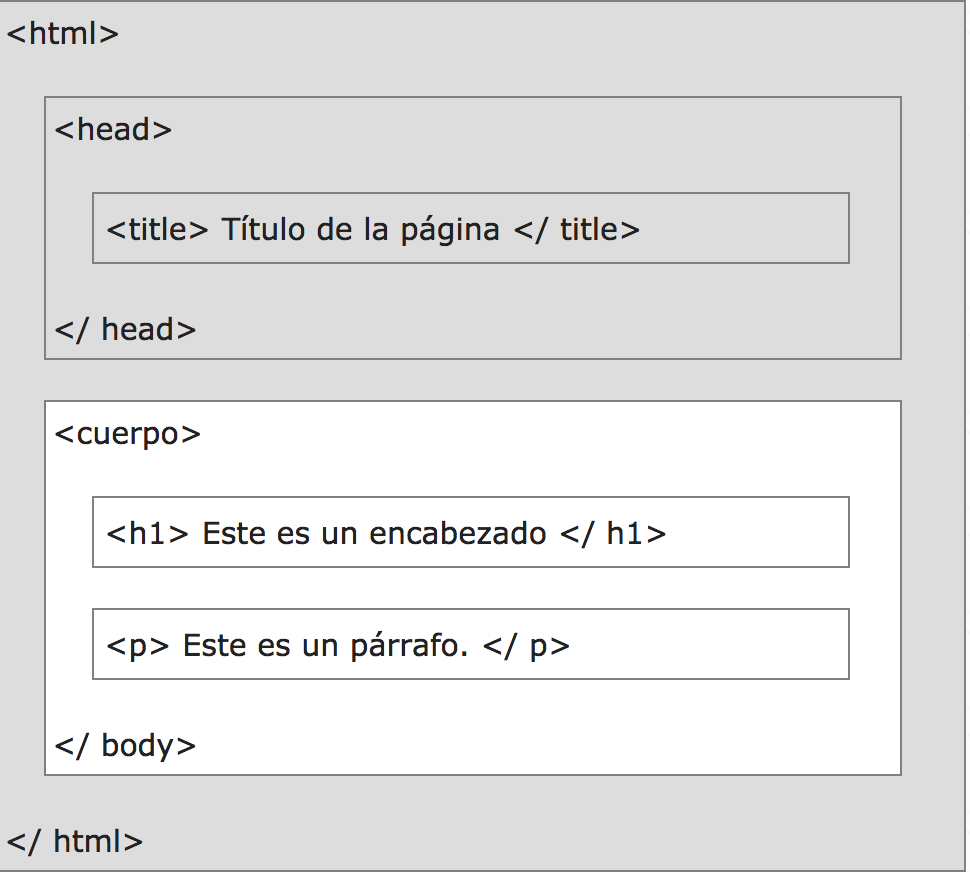 <html>
<head>
<title> Título de la página </ title>
</ head>
<cuerpo>
<h1> Este es un encabezado </ h1>
<p> Este es un párrafo. </ p>
</ body>
</ html>